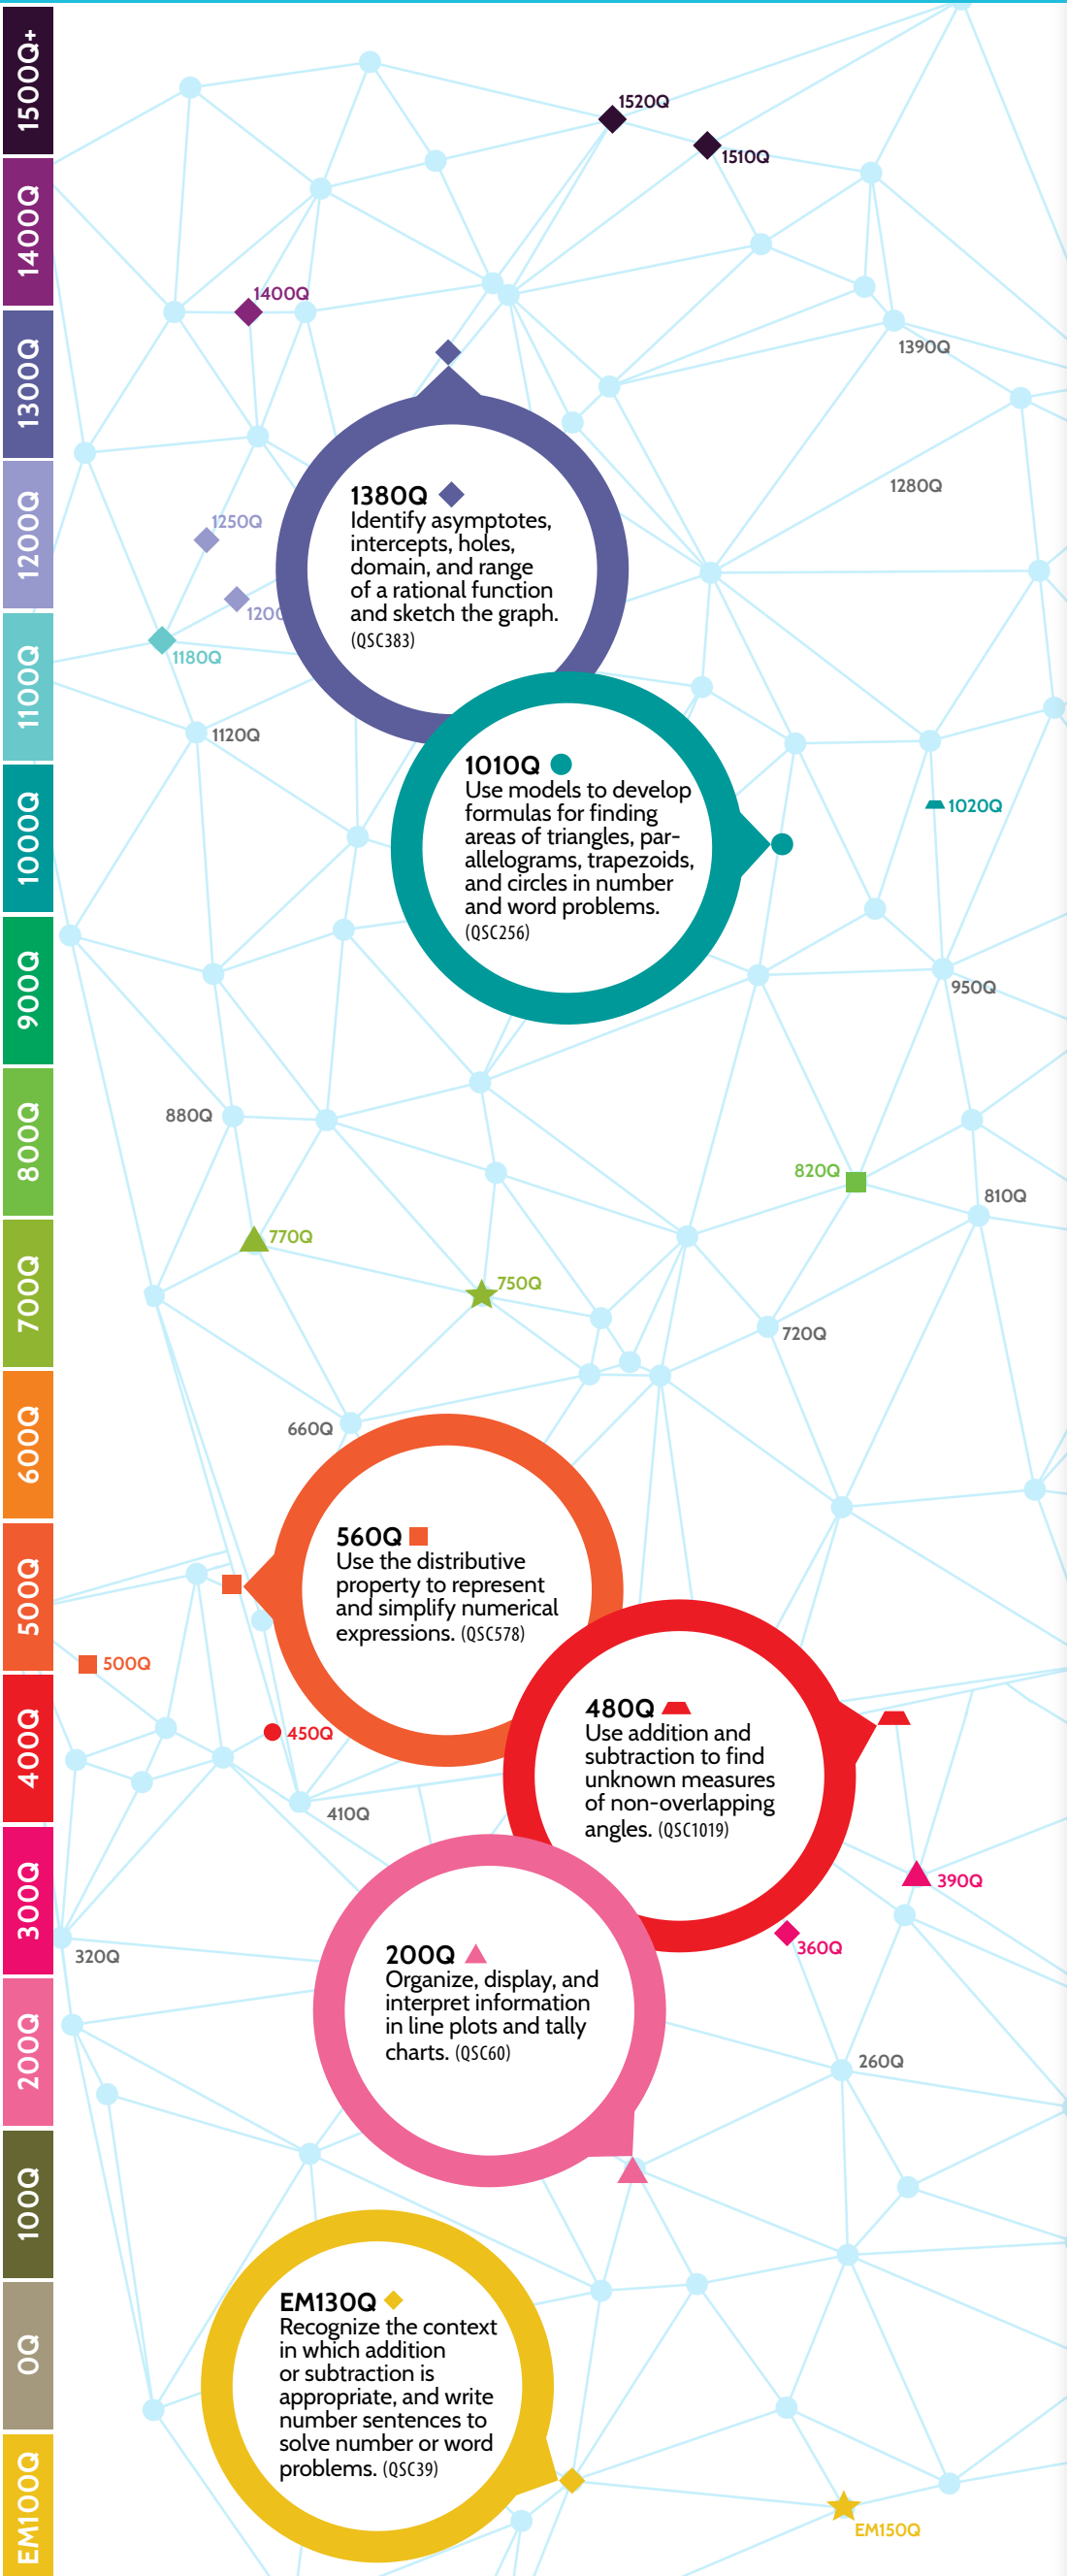 1500Q+
1520Q
1510Q
1400Q
1400Q
1300Q
1390Q
1380Q
Identify asymptotes,
intercepts, holes,
domain, and range
of a rational function
and sketch the graph.
(QSC383)
1280Q
1200Q
1250Q
1200
1180Q
1100Q
1120Q
1010Q
Use models to develop
formulas for finding
areas of triangles, par-
allelograms, trapezoids,
and circles in number
and word problems.
(QSC256)
1000Q
1020Q
900Q
950Q
800Q
880Q
820Q
810Q
700Q
770Q
750Q
720Q
600Q
660Q
560Q
Use the distributive
property to represent
and simplify numerical
expressions. (QSC578)
500Q
500Q
480Q
Use addition and
subtraction to find
unknown measures
of non-overlapping
angles. (QSC1019)
400Q
450Q
410Q
300Q
390Q
360Q
320Q
200Q
Organize, display, and
interpret information
in line plots and tally
charts. (QSC60)
200Q
260Q
100Q
0Q
EM130Q
Recognize the context
in which addition
or subtraction is
appropriate, and write
number sentences to
solve number or word
problems. (QSC39)
EM100Q
EM150Q